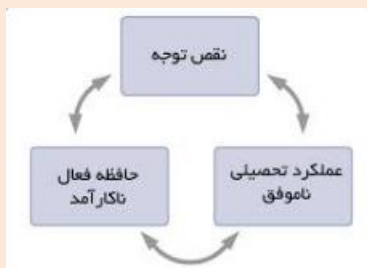 نقص توجه
عملکرد تحصیلی
ناموفق
حافظه فعال
ناکارآمد